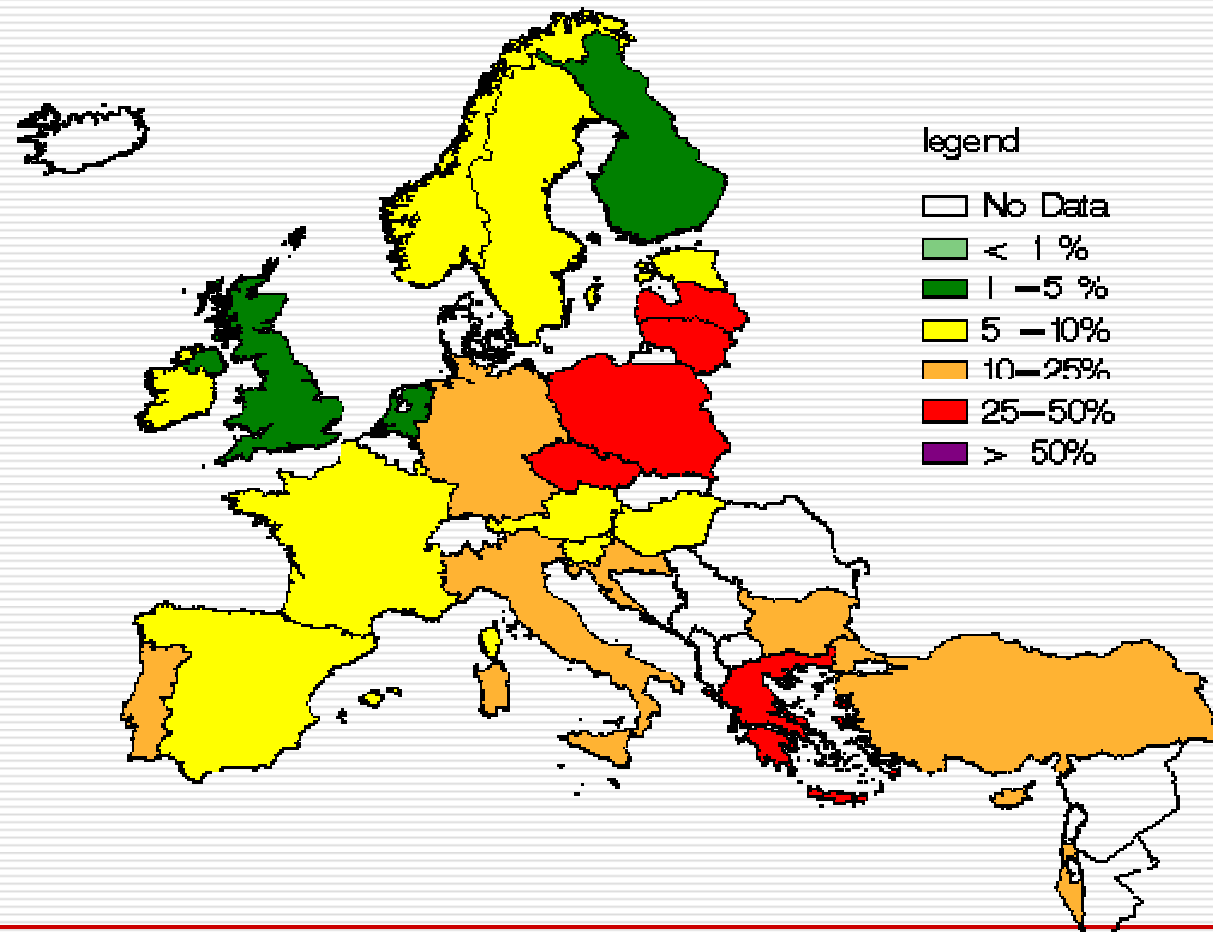 legend
No Data
< 1 %
1 –5 %
5 –10%
10–25%
25–50%
> 50%